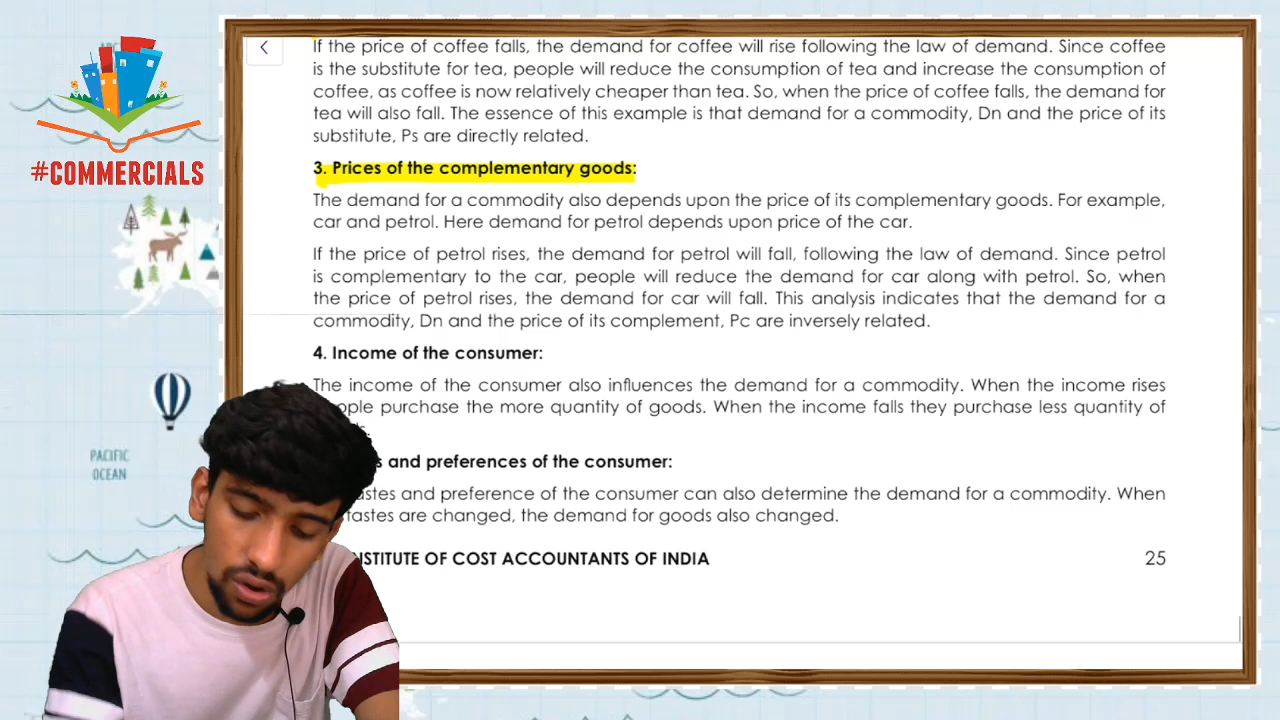 #COMMERCIALS
PACIFIC
OCEAN
If the price of coffee falls, the demand for coffee will rise following the law of demand. Since coffee
is the substitute for tea, people will reduce the consumption of tea and increase the consumption of
coffee, as coffee is now relatively cheaper than tea. So, when the price of coffee falls, the demand for
tea will also fall. The essence of this example is that demand for a commodity, Dn and the price of its
substitute, Ps are directly related.
3. Prices of the complementary goods:
The demand for a commodity also depends upon the price of its complementary goods. For example,
car and petrol. Here demand for petrol depends upon price of the car.
If the price of petrol rises, the demand for petrol will fall, following the law of demand. Since petrol
is complementary to the car, people will reduce the demand for car along with petrol. So, when
the price of petrol rises, the demand for car will fall. This analysis indicates that the demand for a
commodity, Dn and the price of its complement, Pc are inversely related.
4. Income of the consumer:
The income of the consumer also influences the demand for a commodity. When the income rises
purchase the more quantity of goods. When the income falls they purchase less quantity of
and preferences of the consumer:
and preference of the consumer can also determine the demand for a commodity. When
tastes are changed, the demand for goods also changed.
OF COST ACCOUNTANTS OF INDIA
25